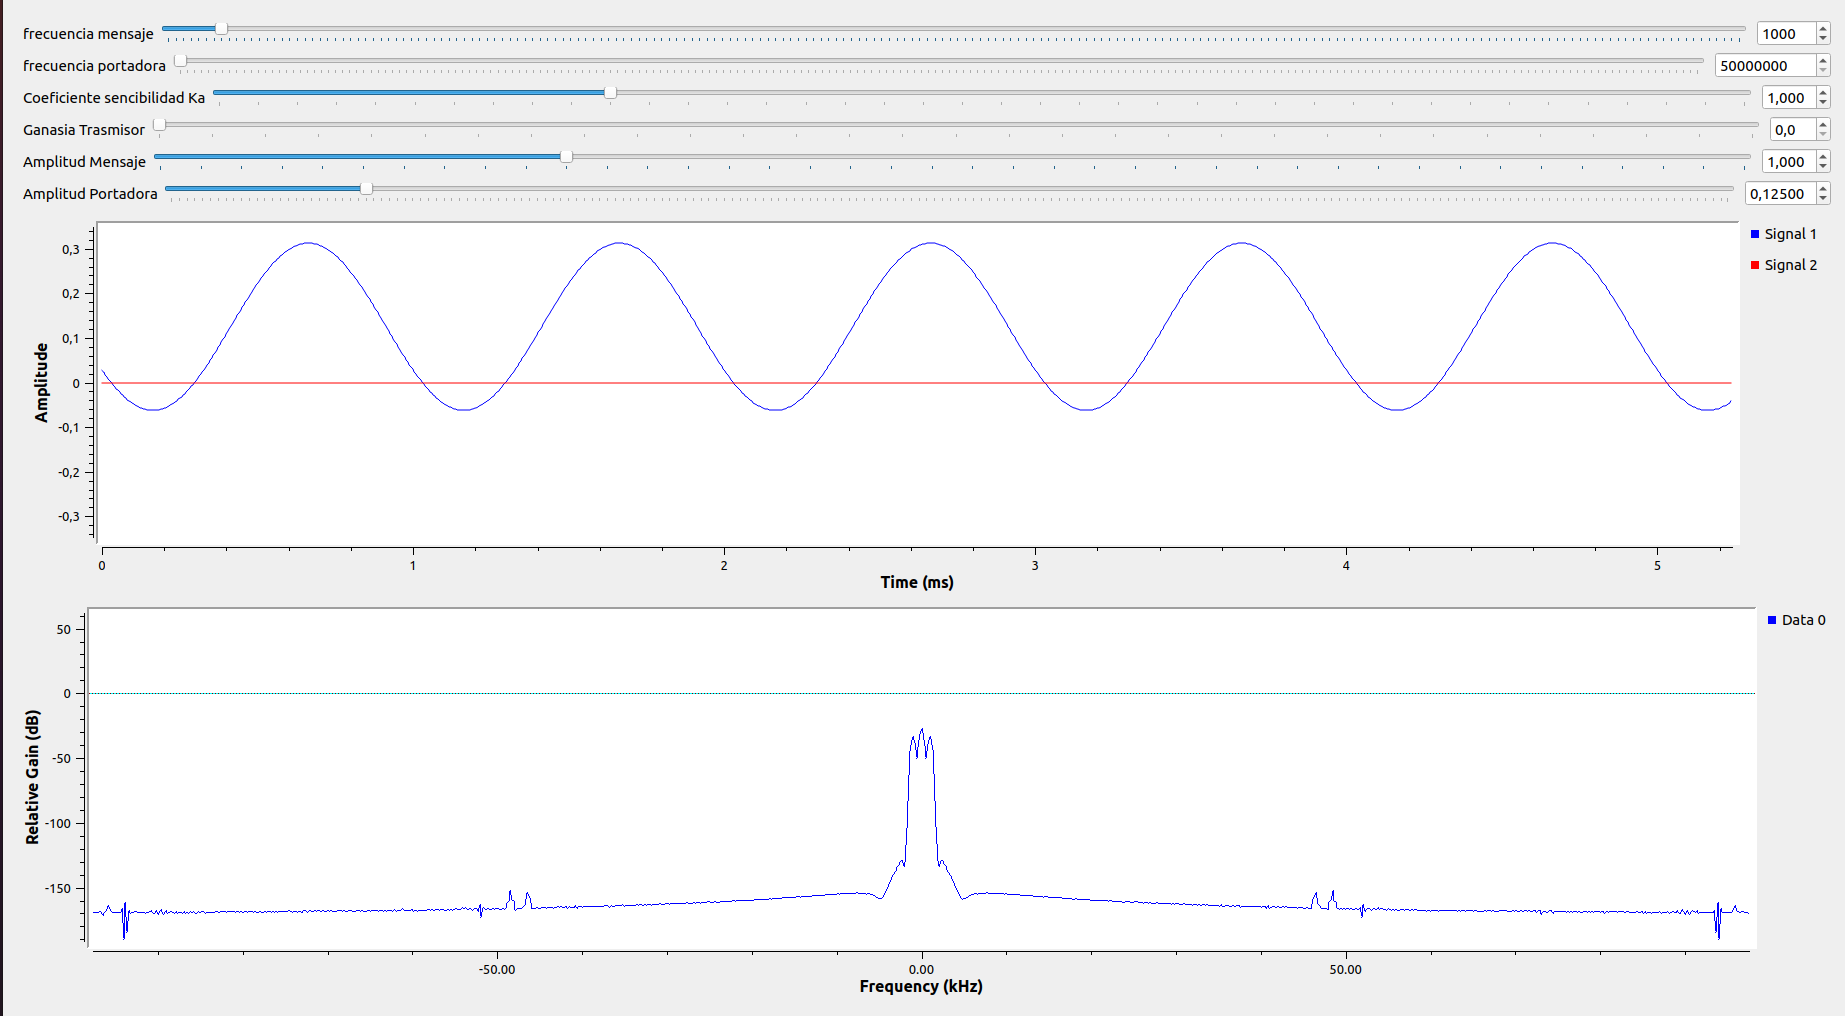 frecuencia mensaje 1000
frecuencia portadora 50000000
Coeficiente sencibilidad Ka 1,000
Ganasia Trasmisor 0,0
Amplitud Mensaje 1,000
Amplitud Portadora 0,12500
Signal 1
Signal 2
Amplitude
0,3
0,2
0,1
0
-0,1
-0,2
-0,3
0 1 2 3 4 5
Time (ms)
Data 0
Relative Gain (dB)
50
0
-50
-100
-150
-50.00 0.00 50.00
Frequency (kHz)